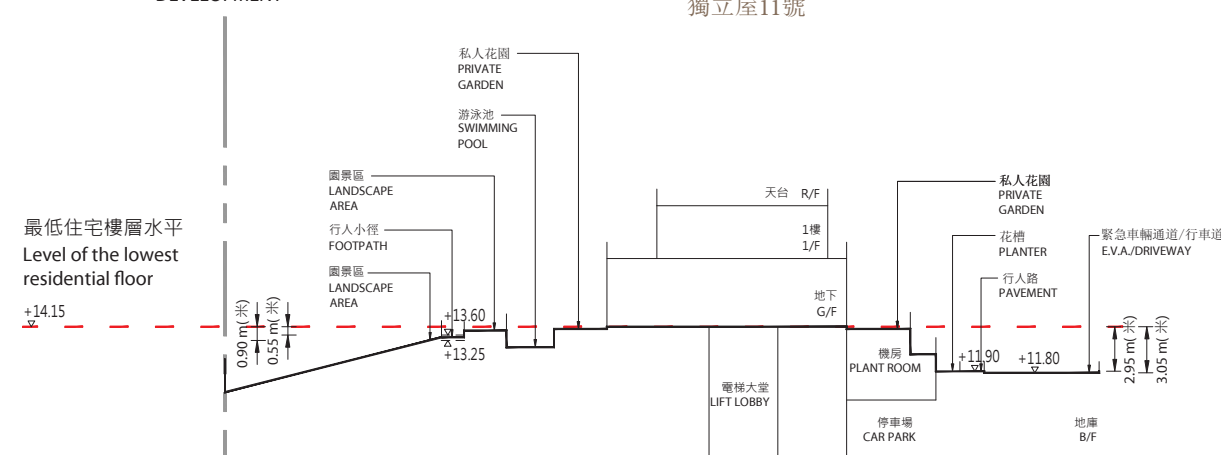 DEVELOPMENT
獨立屋11號
私人花園
PRIVATE
GARDEN
游泳池
SWIMMING
POOL
園景區
LANDSCAPE
AREA
行人小徑
FOOTPATH
園景區
LANDSCAPE
AREA
最低住宅樓層水平
Level of the lowest
residential floor
+14.15
0.90 m(米)
0.55 m(米)
+13.60
+13.25
天台 R/F
1樓
1/F
地下
G/F
機房
PLANT ROOM
電梯大堂
LIFT LOBBY
停車場
CAR PARK
地庫
B/F
私人花園
PRIVATE
GARDEN
花槽
PLANTER
行人路
PAVEMENT
緊急車輛通道/行車道
E.V.A./DRIVEWAY
+11.90
+11.80
2.95 m(米)
3.05 m(米)